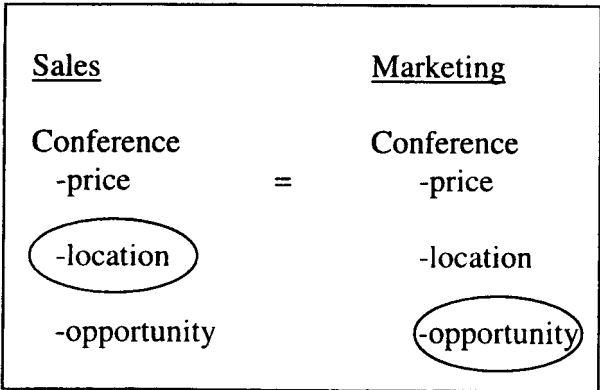 Sales Marketing
Conference Conference
-price = -price
-location -location
-opportunity -opportunity